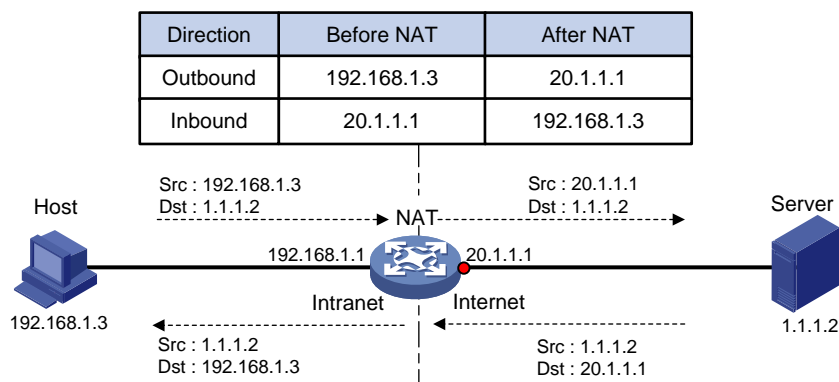 Direction Before NAT After NAT
Outbound 192.168.1.3 20.1.1.1
Inbound 20.1.1.1 192.168.1.3
Src : 192.168.1.3
Dst : 1.1.1.2
Src : 20.1.1.1
Dst : 1.1.1.2
Host
NAT
Server
192.168.1.1
20.1.1.1
Intranet
Internet
192.168.1.3
1.1.1.2
Src : 1.1.1.2
Dst : 192.168.1.3
Src : 1.1.1.2
Dst : 20.1.1.1